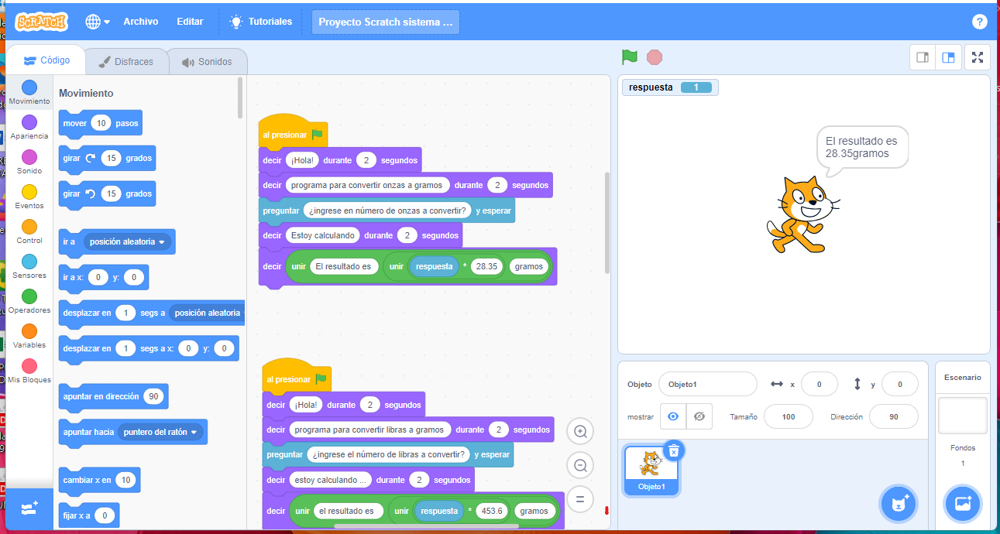 SCRATCH Archivo Editar Tutoriales Proyecto Scratch sistema ... ?
Código Disfraces Sonidos
Movimiento
Apariencia
Sonido
Eventos
Control
Sensores
Operadores
Variables
Mis Bloques
Movimiento
mover 10 pasos
girar 15 grados
girar 15 grados
ir a posición aleatoria
ir a x: 0 y: 0
desplazar en 1 segs a posición aleatoria
desplazar en 1 segs a x: 0 y: 0
apuntar en dirección 90
apuntar hacia puntero del ratón
cambiar x en 10
fijar x a 0
al presionar
decir ¡Hola! durante 2 segundos
decir programa para convertir onzas a gramos durante 2 segundos
preguntar ¿ingrese en número de onzas a convertir? y esperar
decir Estoy calculando durante 2 segundos
decir unir El resultado es unir respuesta * 28.35 gramos
al presionar
decir ¡Hola! durante 2 segundos
decir programa para convertir libras a gramos durante 2 segundos
preguntar ¿ingrese el número de libras a convertir? y esperar
decir estoy calculando ... durante 2 segundos
decir unir el resultado es unir respuesta * 453.6 gramos
respuesta 1
El resultado es
28.35gramos
Objeto Objeto1 x 0 y 0
mostrar Tamaño 100 Dirección 90
Objeto1
Escenario
Fondos
1